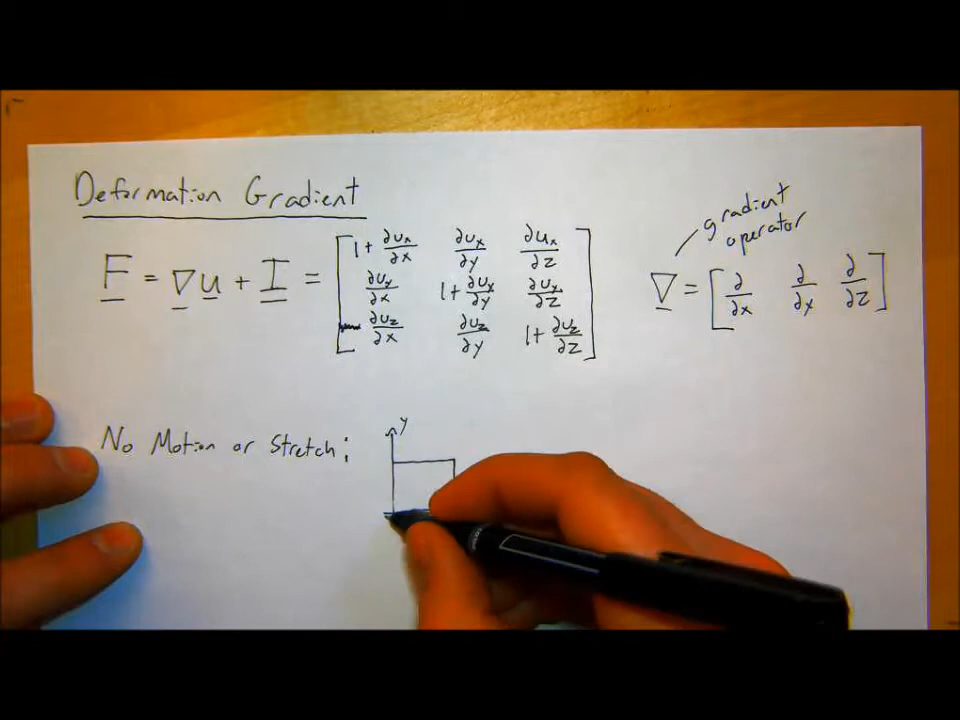 Deformation Gradient
F = ∇u + I = [ 1 + ∂ux/∂x  ∂ux/∂y  ∂ux/∂z
∂uy/∂x  1 + ∂uy/∂y  ∂uy/∂z
∂uz/∂x  ∂uz/∂y  1 + ∂uz/∂z ]
gradient
operator
∇ = [ ∂/∂x  ∂/∂y  ∂/∂z ]
No Motion or Stretch:
y